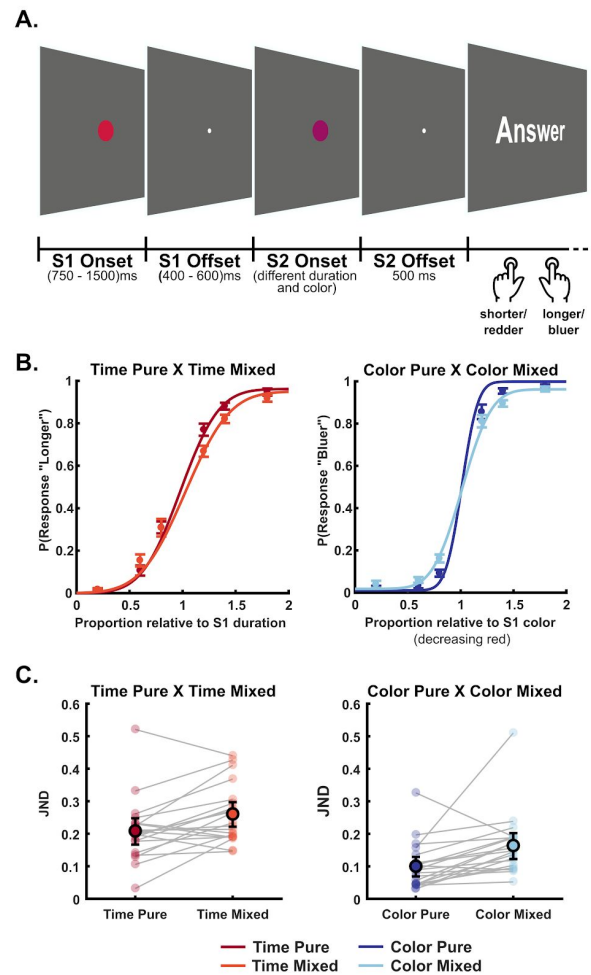 A.
Answer
S1 Onset
(750 - 1500)ms
S1 Offset
(400 - 600)ms
S2 Onset
(different duration
and color)
S2 Offset
500 ms
shorter/
redder
longer/
bluer
B.
Time Pure X Time Mixed
P(Response "Longer")
1
0.8
0.6
0.4
0.2
0
0
0.5
1
1.5
2
Proportion relative to S1 duration
Color Pure X Color Mixed
P(Response "Bluer")
1
0.8
0.6
0.4
0.2
0
0
0.5
1
1.5
2
Proportion relative to S1 color
(decreasing red)
C.
Time Pure X Time Mixed
JND
0.6
0.5
0.4
0.3
0.2
0.1
0
Time Pure
Time Mixed
Color Pure X Color Mixed
JND
0.6
0.5
0.4
0.3
0.2
0.1
0
Color Pure
Color Mixed
Time Pure
Color Pure
Time Mixed
Color Mixed